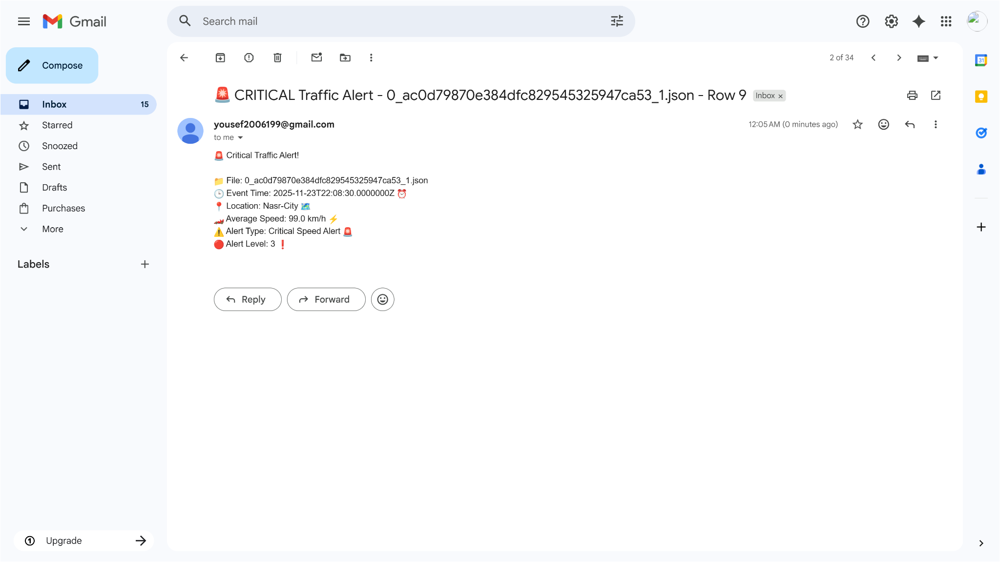 Gmail
Search mail
Compose
Inbox 15
Starred
Snoozed
Sent
Drafts
Purchases
More
Labels
Upgrade
2 of 34
🚨 CRITICAL Traffic Alert - 0_ac0d79870e384dfc829545325947ca53_1.json - Row 9 Inbox ×
yousef2006199@gmail.com 12:05 AM (0 minutes ago)
to me
🚨 Critical Traffic Alert!
📁 File: 0_ac0d79870e384dfc829545325947ca53_1.json
🕒 Event Time: 2025-11-23T22:08:30.0000000Z ⏰
📍 Location: Nasr-City 🗺️
🏎️ Average Speed: 99.0 km/h ⚡
⚠️ Alert Type: Critical Speed Alert 🚨
🔴 Alert Level: 3 ❗
Reply Forward
31